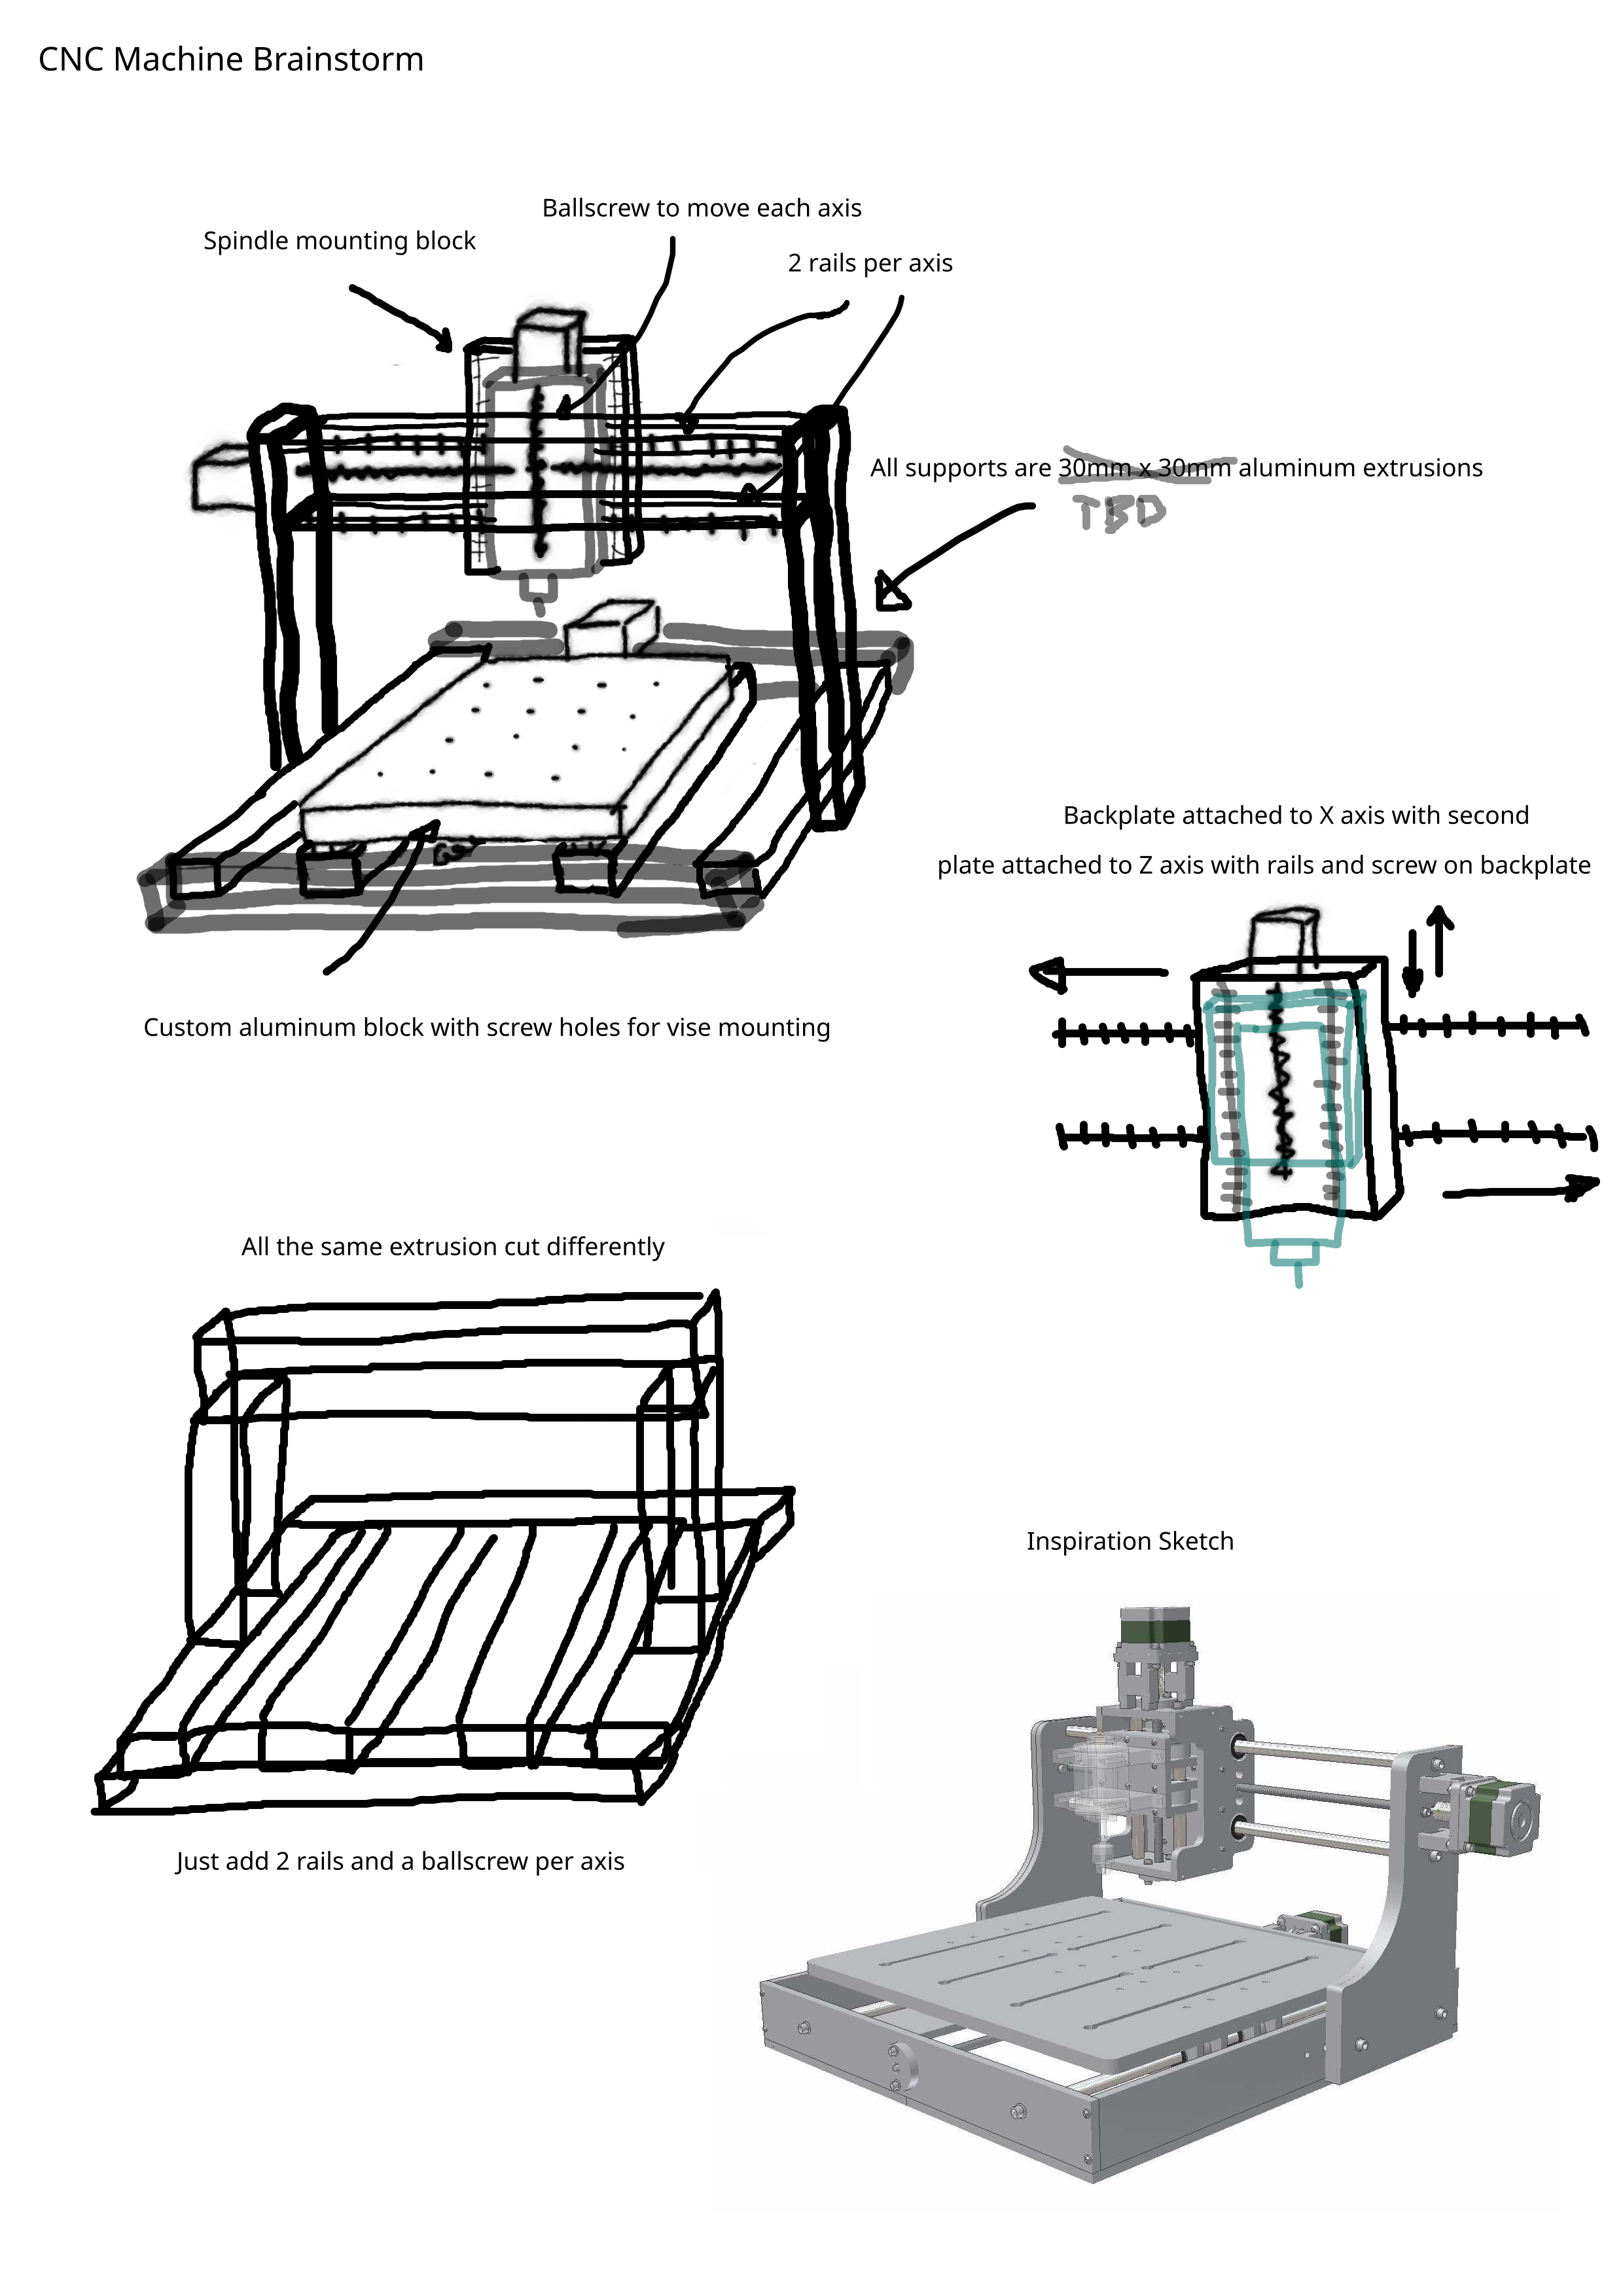 CNC Machine Brainstorm
Ballscrew to move each axis
Spindle mounting block
2 rails per axis
All supports are 30mm x 30mm aluminum extrusions
TBD
Backplate attached to X axis with second
plate attached to Z axis with rails and screw on backplate
Custom aluminum block with screw holes for vise mounting
All the same extrusion cut differently
Inspiration Sketch
Just add 2 rails and a ballscrew per axis